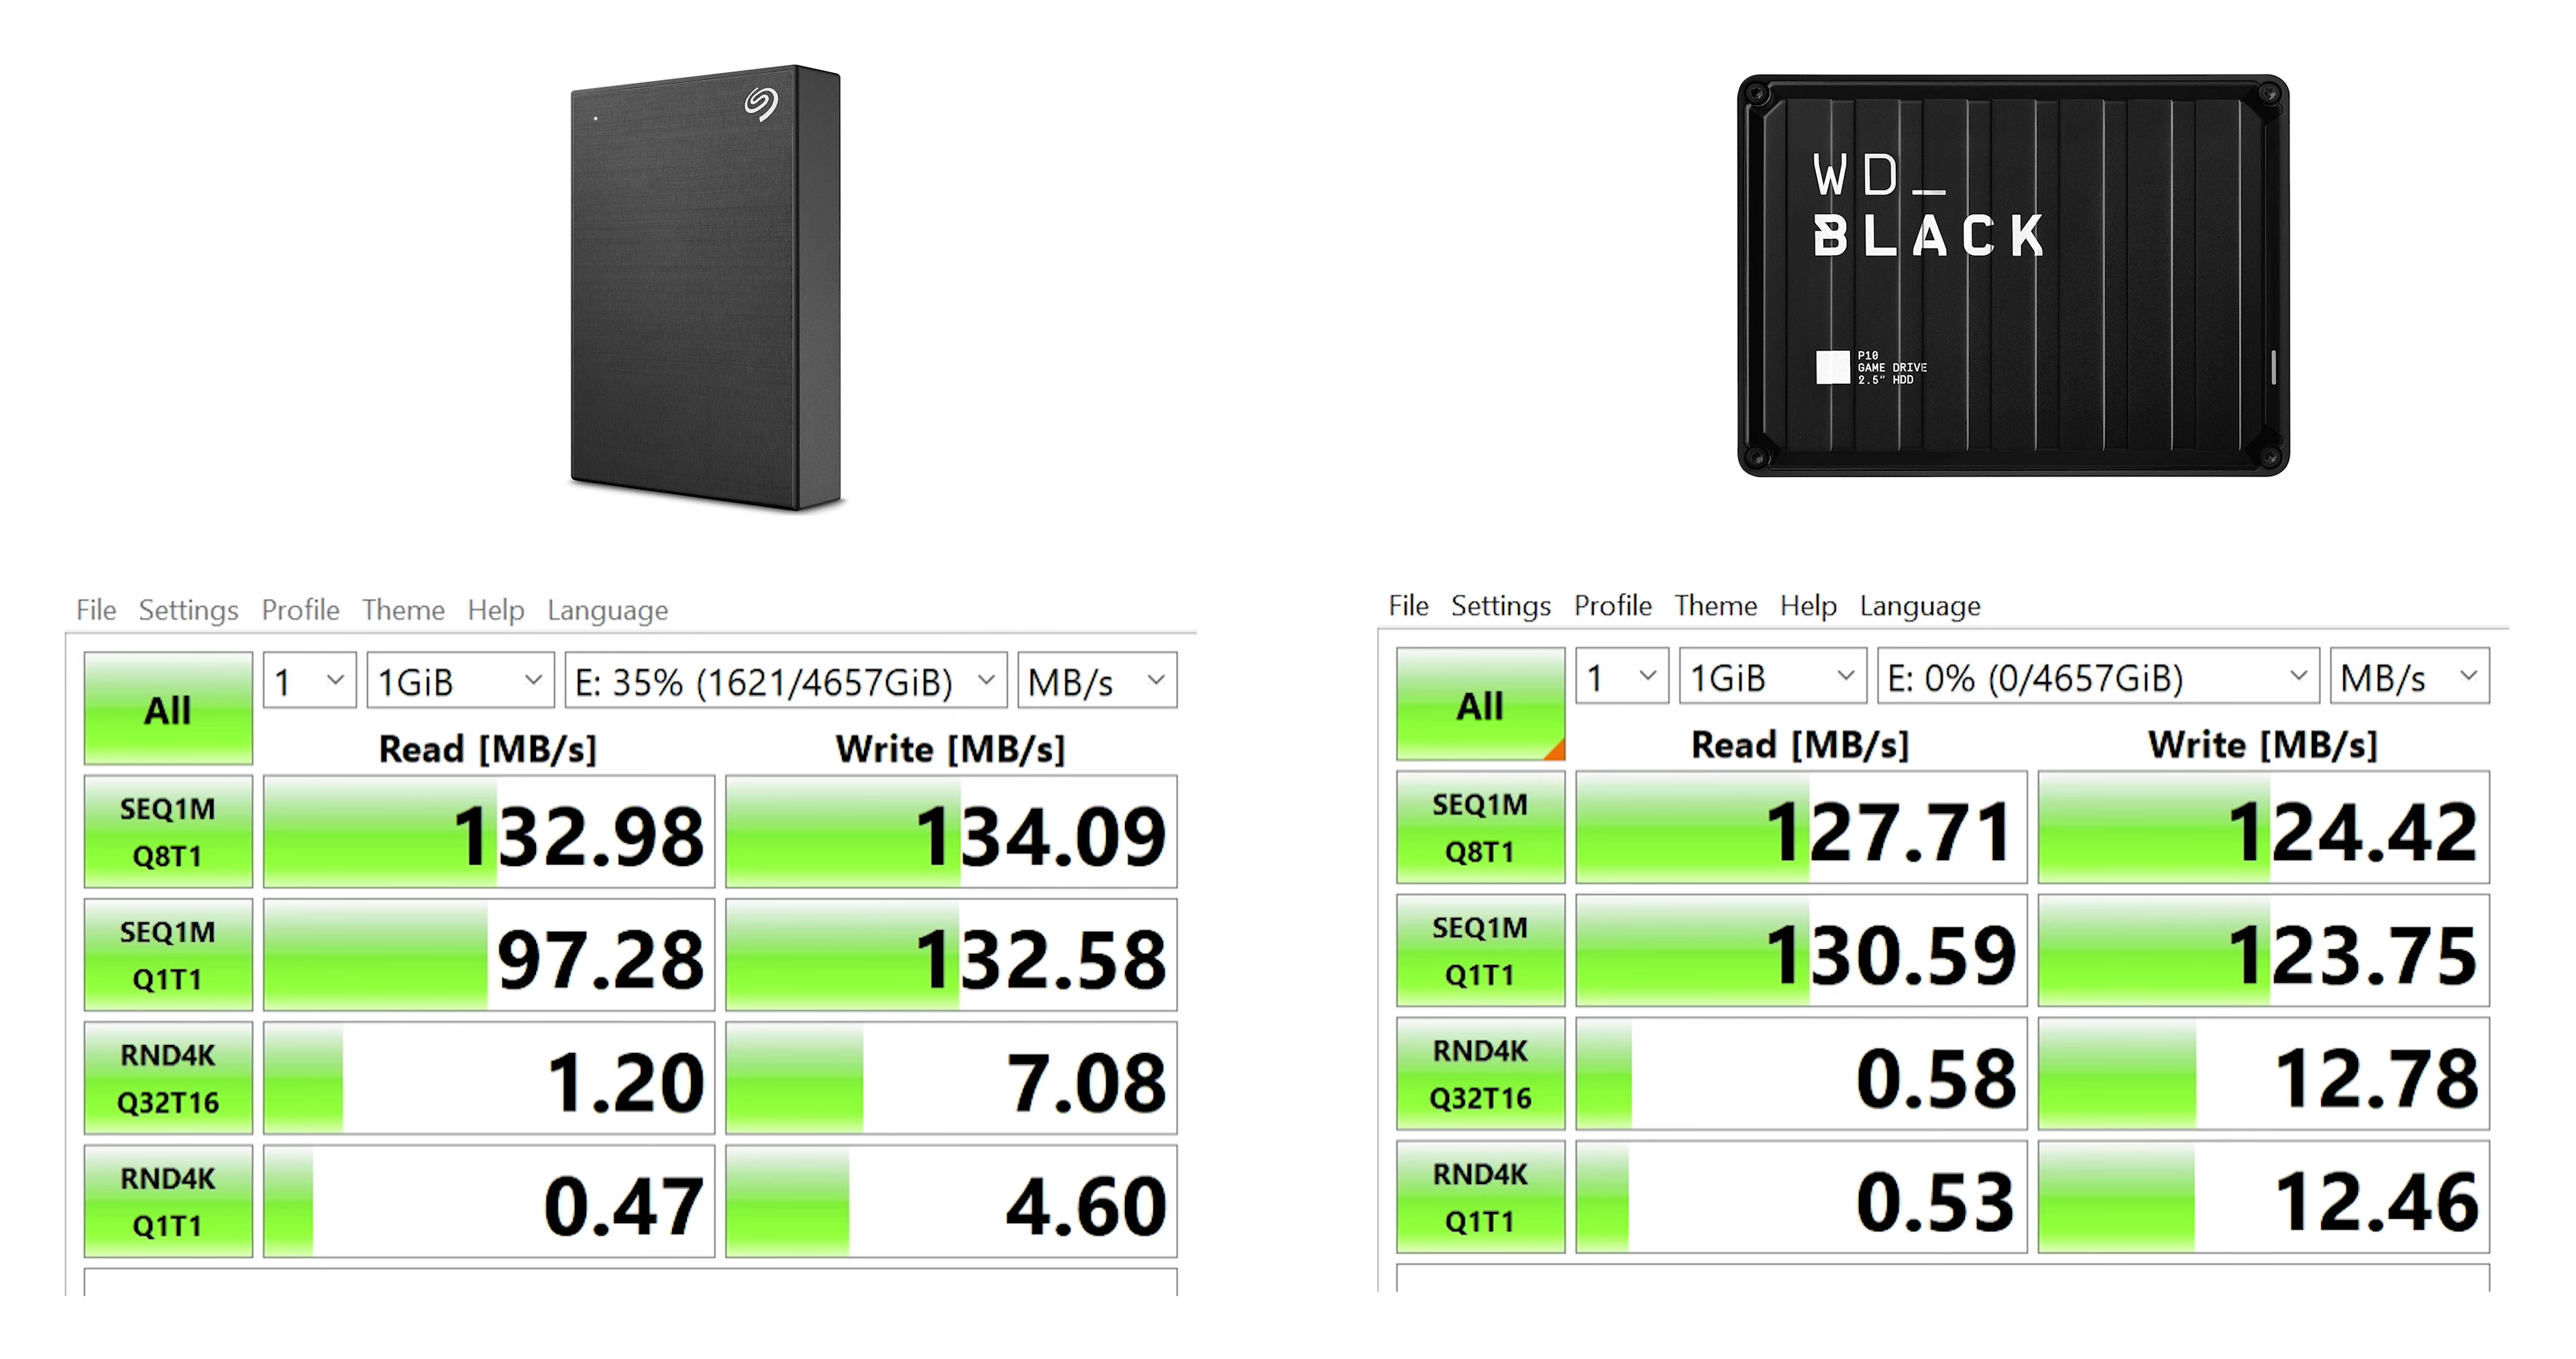 WD_
BLACK
P10
GAME DRIVE
2.5" HDD
File Settings Profile Theme Help Language
All
1 1GiB E: 35% (1621/4657GiB) MB/s
Read [MB/s] Write [MB/s]
SEQ1M
Q8T1
132.98 134.09
SEQ1M
Q1T1
97.28 132.58
RND4K
Q32T16
1.20 7.08
RND4K
Q1T1
0.47 4.60
File Settings Profile Theme Help Language
All
1 1GiB E: 0% (0/4657GiB) MB/s
Read [MB/s] Write [MB/s]
SEQ1M
Q8T1
127.71 124.42
SEQ1M
Q1T1
130.59 123.75
RND4K
Q32T16
0.58 12.78
RND4K
Q1T1
0.53 12.46